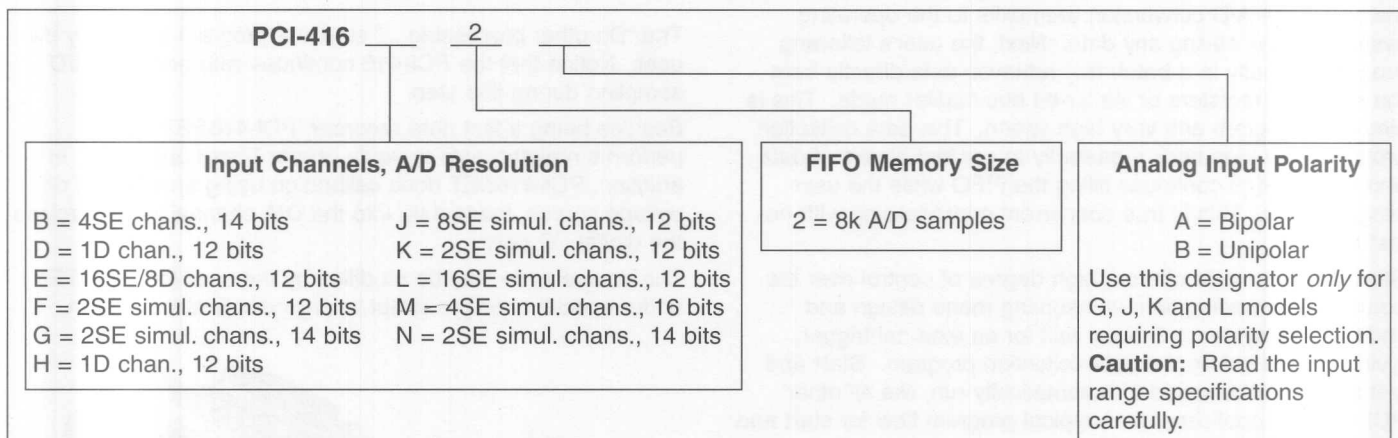 PCI-416 __ 2 __
Input Channels, A/D Resolution
B = 4SE chans., 14 bits
D = 1D chan., 12 bits
E = 16SE/8D chans., 12 bits
F = 2SE simul. chans., 12 bits
G = 2SE simul. chans., 14 bits
H = 1D chan., 12 bits
J = 8SE simul. chans., 12 bits
K = 2SE simul. chans., 12 bits
L = 16SE chans., 12 bits
M = 4SE simul. chans., 16 bits
N = 2SE simul. chans., 14 bits
FIFO Memory Size
2 = 8k A/D samples
Analog Input Polarity
A = Bipolar
B = Unipolar
Use this designator only for
G, J, K and N models
requiring polarity selection.
Caution: Read the input
range specifications
carefully.